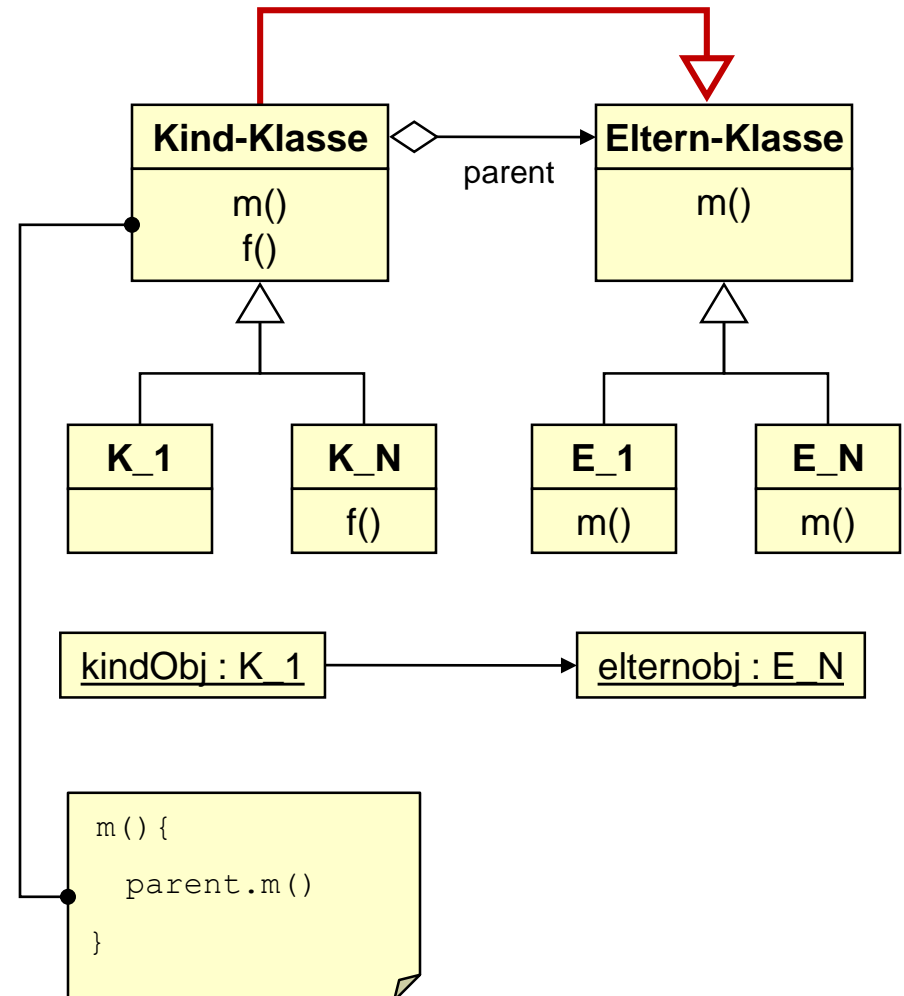 Kind-Klasse
m()
f()
parent
Eltern-Klasse
m()
K_1
K_N
f()
E_1
m()
E_N
m()
kindObj : K_1
elternobj : E_N
m(){
parent.m()
}